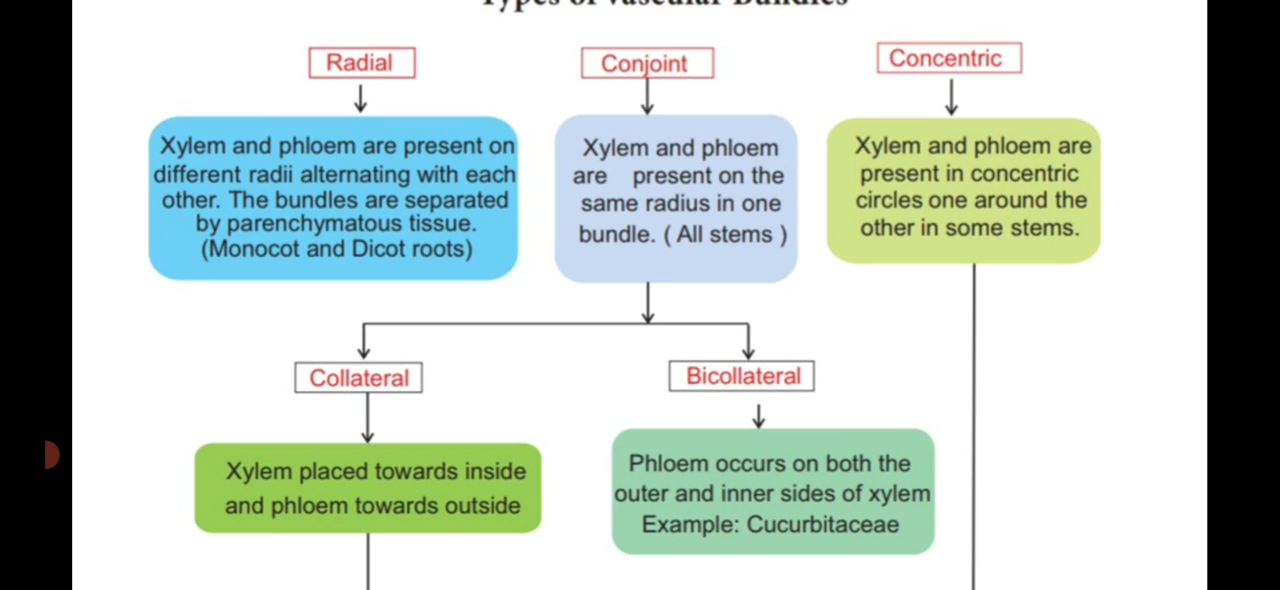 Types of Vascular Bundles
Radial
Xylem and phloem are present on
different radii alternating with each
other. The bundles are separated
by parenchymatous tissue.
(Monocot and Dicot roots)
Conjoint
Xylem and phloem
are present on the
same radius in one
bundle. ( All stems )
Concentric
Xylem and phloem are
present in concentric
circles one around the
other in some stems.
Collateral
Xylem placed towards inside
and phloem towards outside
Bicollateral
Phloem occurs on both the
outer and inner sides of xylem
Example: Cucurbitaceae